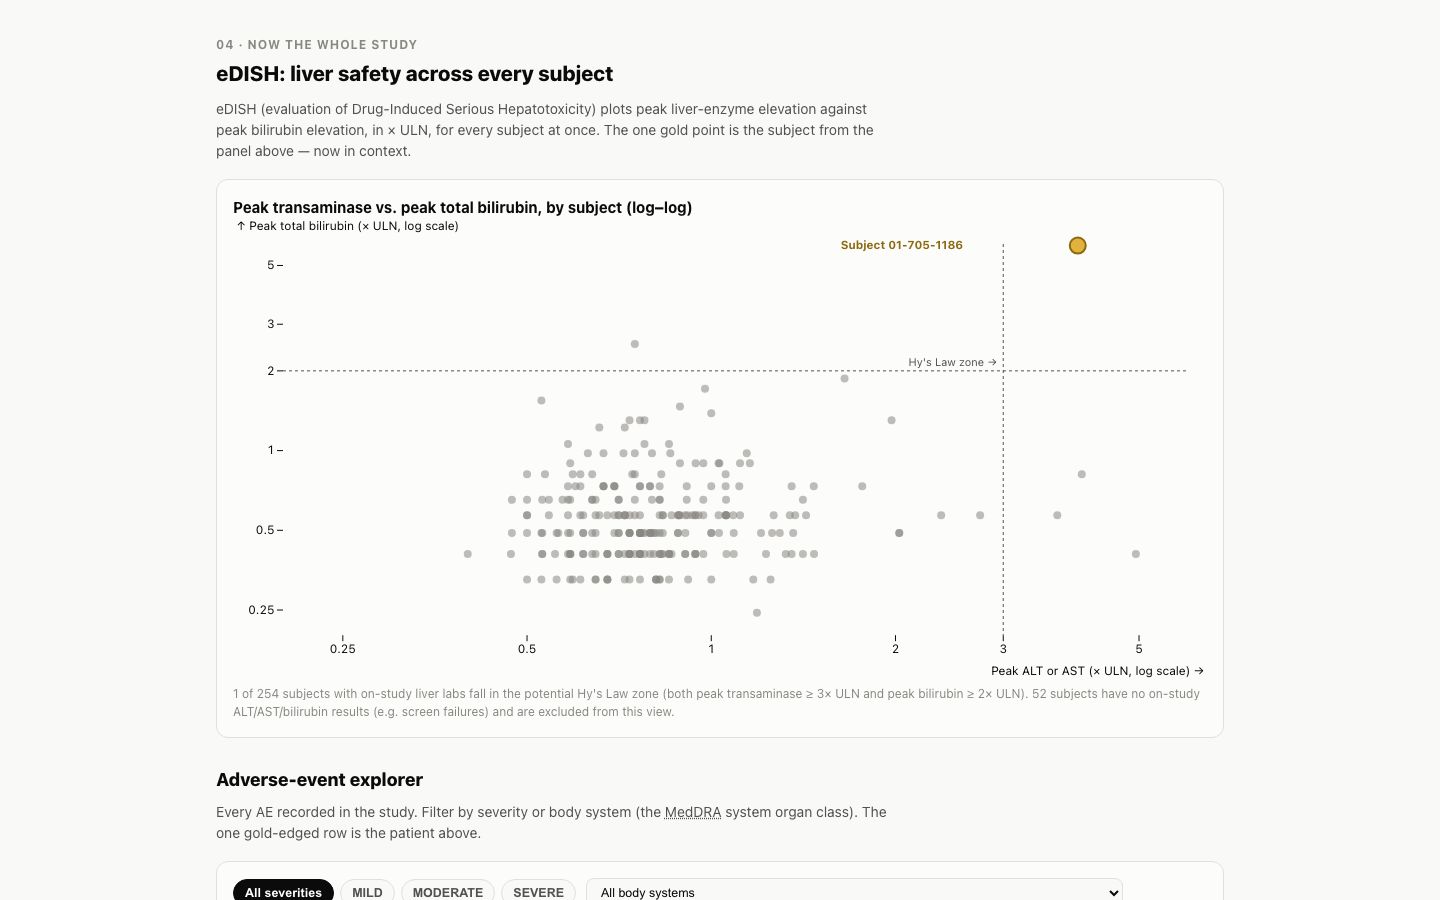 04 · NOW THE WHOLE STUDY
eDISH: liver safety across every subject
eDISH (evaluation of Drug-Induced Serious Hepatotoxicity) plots peak liver-enzyme elevation against
peak bilirubin elevation, in × ULN, for every subject at once. The one gold point is the subject from the
panel above — now in context.
Peak transaminase vs. peak total bilirubin, by subject (log–log)
↑ Peak total bilirubin (× ULN, log scale)
Subject 01-705-1186
5
3
Hy's Law zone →
2
1
0.5
0.25
0.25 0.5 1 2 3 5
Peak ALT or AST (× ULN, log scale) →
1 of 254 subjects with on-study liver labs fall in the potential Hy's Law zone (both peak transaminase ≥ 3× ULN and peak bilirubin ≥ 2× ULN). 52 subjects have no on-study
ALT/AST/bilirubin results (e.g. screen failures) and are excluded from this view.
Adverse-event explorer
Every AE recorded in the study. Filter by severity or body system (the MedDRA system organ class). The
one gold-edged row is the patient above.
All severities MILD MODERATE SEVERE All body systems